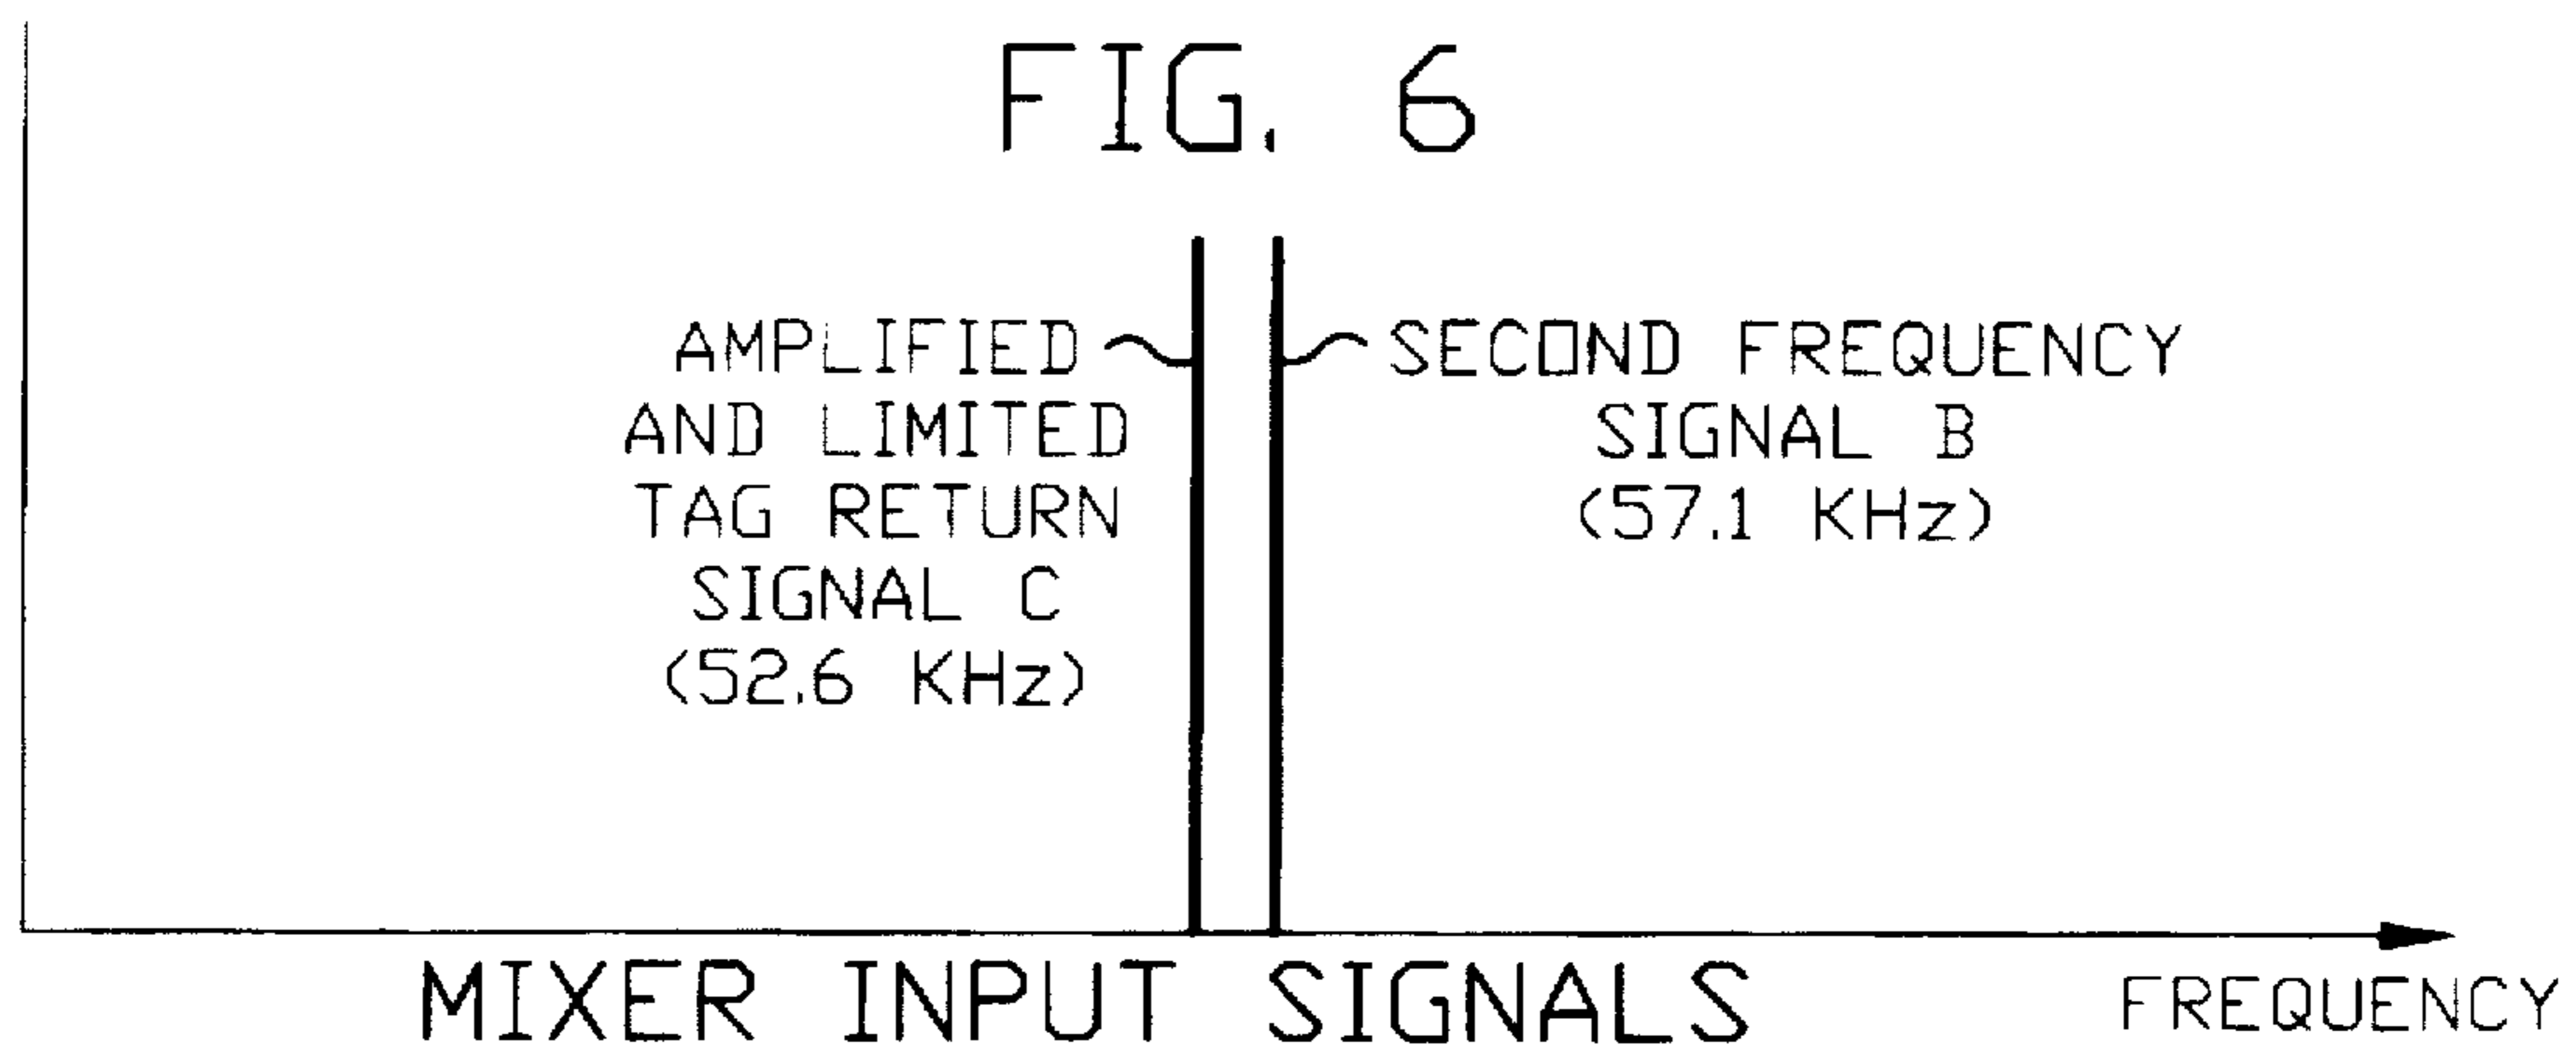 FIG. 6
AMPLIFIED
AND LIMITED
TAG RETURN
SIGNAL C
(52.6 KHz)
SECOND FREQUENCY
SIGNAL B
(57.1 KHz)
MIXER INPUT SIGNALS
FREQUENCY